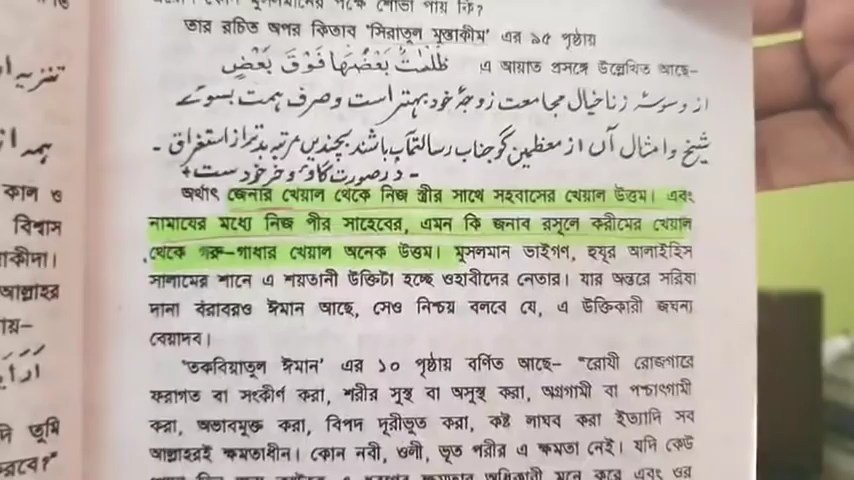 তার রচিত অপর কিতাব 'সিরাতুল মুস্তাকীম' এর ১৫ পৃষ্ঠায়
ظُلُمٰتٌ بَعْضُهَا فَوْقَ بَعْضٍ এ আয়াত প্রসঙ্গে উল্লেখিত আছে-
از وسوسۂ زنا خیال مجامعت زوجۂ خود بہتر است و صرف ہمت بسوئے
شیخ و امثال آں از معظمین گو جناب رسالتمآب باشند بچندیں مرتبہ بدتر از استغراق
در صورت گاؤ و خر خود ست
অর্থাৎ জেনার খেয়াল থেকে নিজ স্ত্রীর সাথে সহবাসের খেয়াল উত্তম। এবং
নামাযের মধ্যে নিজ পীর সাহেবের, এমন কি জনাব রসূলে করীমের খেয়াল
থেকে গরু-গাধার খেয়াল অনেক উত্তম। মুসলমান ভাইগণ, হুযূর আলাইহিস
সালামের শানে এ শয়তানী উক্তিটা হচ্ছে ওহাবীদের নেতার। যার অন্তরে সরিষা
দানা বরাবরও ঈমান আছে, সেও নিশ্চয় বলবে যে, এ উক্তিকারী জঘন্য
বেয়াদব।
'তকবিয়াতুল ঈমান' এর ১০ পৃষ্ঠায় বর্ণিত আছে- "রোযী রোজগারে
ফরাগত বা সংকীর্ণ করা, শরীর সুস্থ বা অসুস্থ করা, অগ্রগামী বা পশ্চাৎগামী
করা, অভাবমুক্ত করা, বিপদ দূরীভূত করা, কষ্ট লাঘব করা ইত্যাদি সব
আল্লাহরই ক্ষমতাধীন। কোন নবী, ওলী, ভূত পরীর এ ক্ষমতা নেই। যদি কেউ